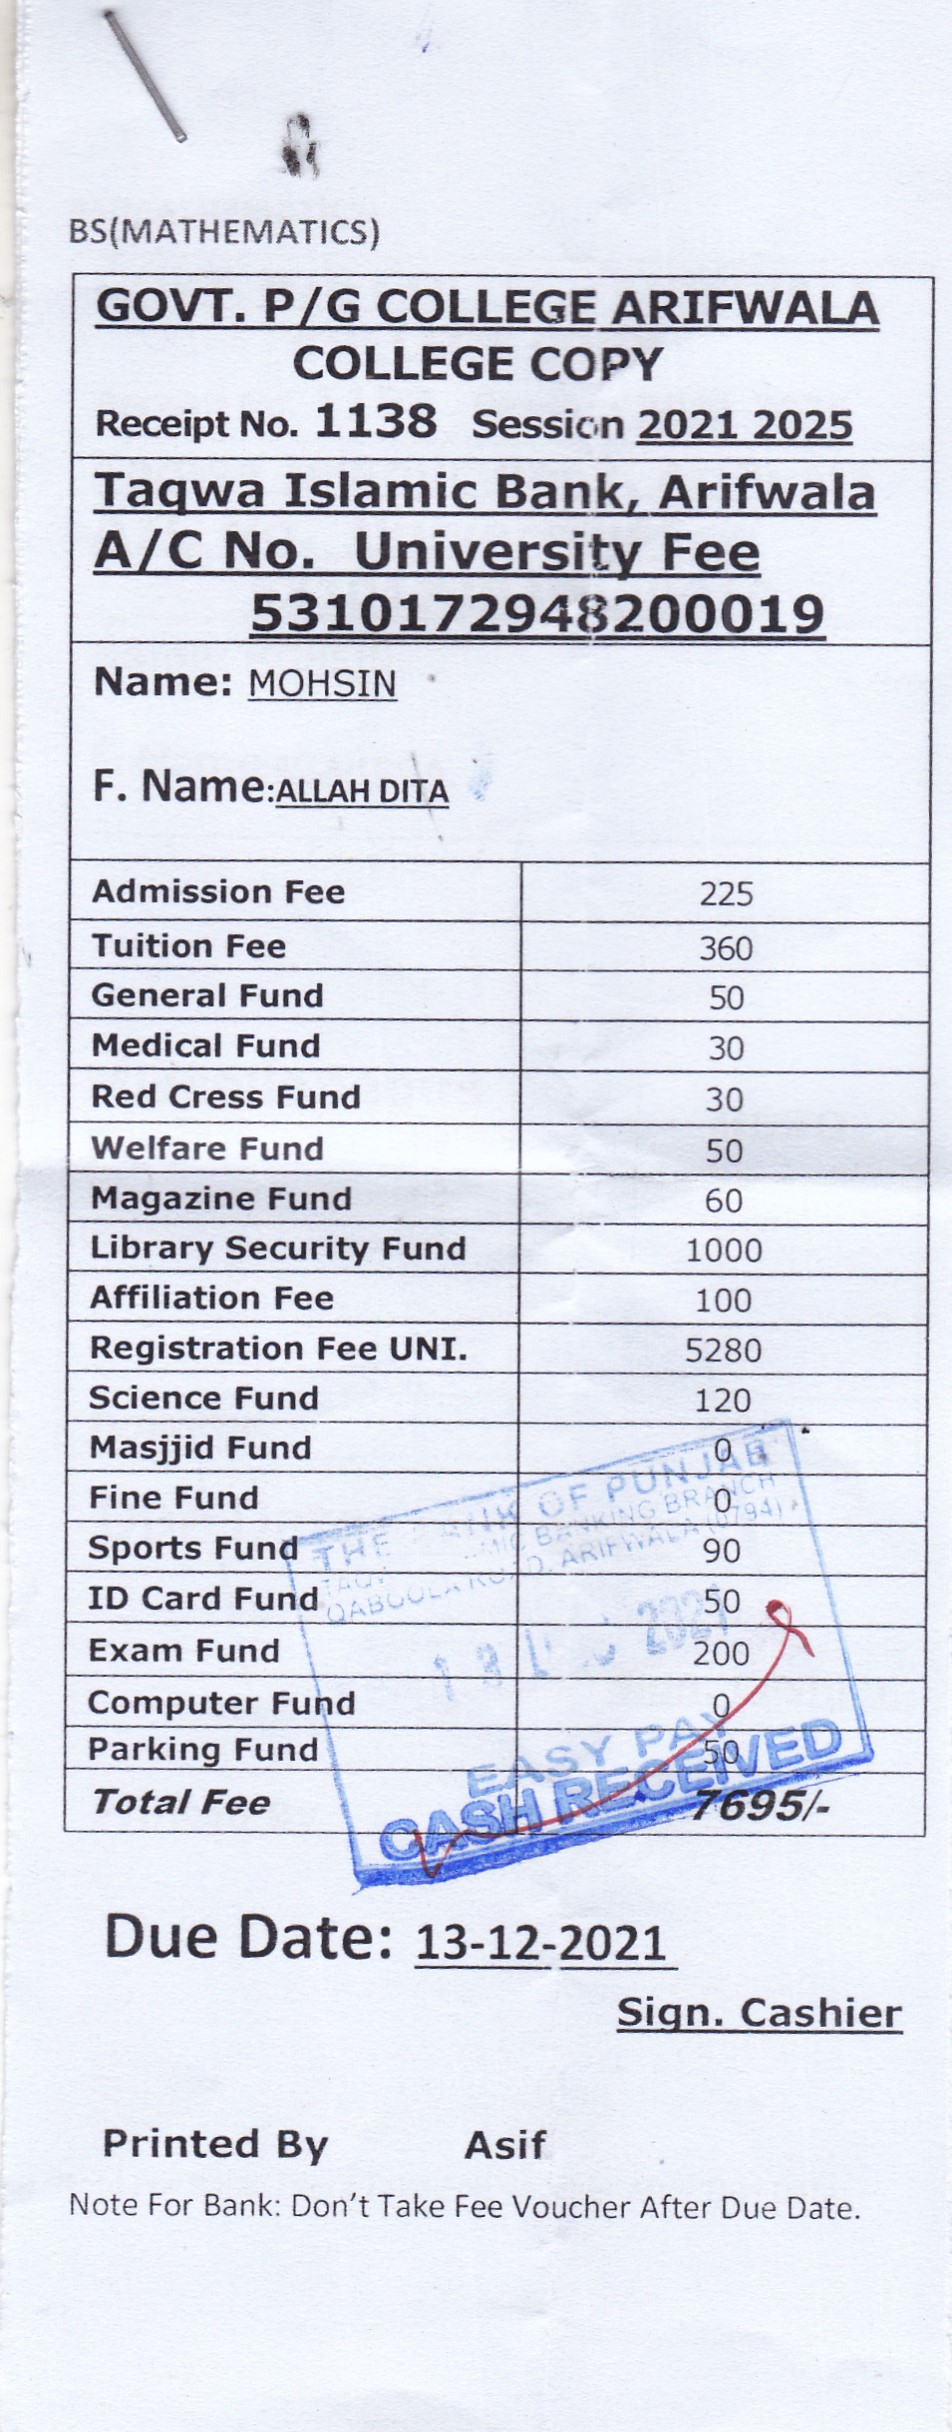 BS(MATHEMATICS)
GOVT. P/G COLLEGE ARIFWALA
COLLEGE COPY
Receipt No. 1138 Session 2021 2025
Taqwa Islamic Bank, Arifwala
A/C No. University Fee
5310172948200019
Name: MOHSIN
F. Name:ALLAH DITA
Admission Fee 225
Tuition Fee 360
General Fund 50
Medical Fund 30
Red Cress Fund 30
Welfare Fund 50
Magazine Fund 60
Library Security Fund 1000
Affiliation Fee 100
Registration Fee UNI. 5280
Science Fund 120
Masjjid Fund 0
Fine Fund 0
Sports Fund 90
ID Card Fund 50
Exam Fund 200
Computer Fund 0
Parking Fund 50
Total Fee 7695/-
THE BANK OF PUNJAB
BANKING BRANCH
ARIFWALA (0794)
2021
EASY PAY
CASH RECEIVED
Due Date: 13-12-2021
Sign. Cashier
Printed By Asif
Note For Bank: Don't Take Fee Voucher After Due Date.